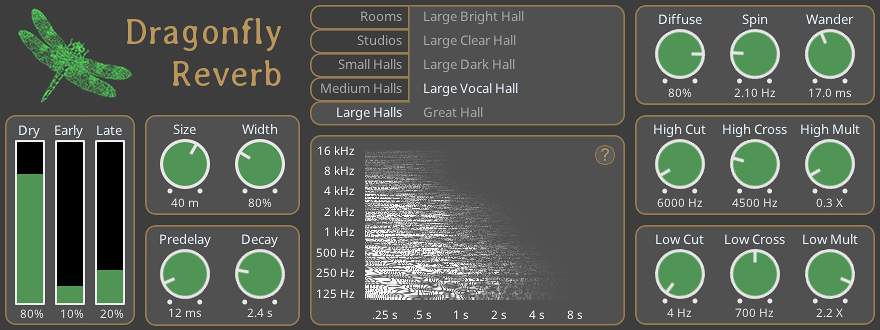 Dragonfly
Reverb
Rooms
Studios
Small Halls
Medium Halls
Large Halls
Large Bright Hall
Large Clear Hall
Large Dark Hall
Large Vocal Hall
Great Hall
Diffuse Spin Wander
80% 2.10 Hz 17.0 ms
Dry Early Late
80% 10% 20%
Size Width
40 m 80%
Predelay Decay
12 ms 2.4 s
?
16 kHz
8 kHz
4 kHz
2 kHz
1 kHz
500 Hz
250 Hz
125 Hz
.25 s .5 s 1 s 2 s 4 s 8 s
High Cut High Cross High Mult
6000 Hz 4500 Hz 0.3 X
Low Cut Low Cross Low Mult
4 Hz 700 Hz 2.2 X